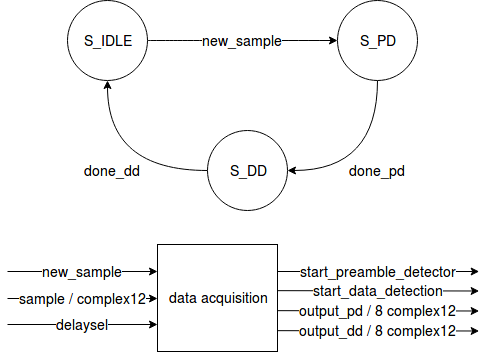 S_IDLE
new_sample
S_PD
done_dd
S_DD
done_pd
new_sample
sample / complex12
delaysel
data acquisition
start_preamble_detector
start_data_detection
output_pd / 8 complex12
output_dd / 8 complex12